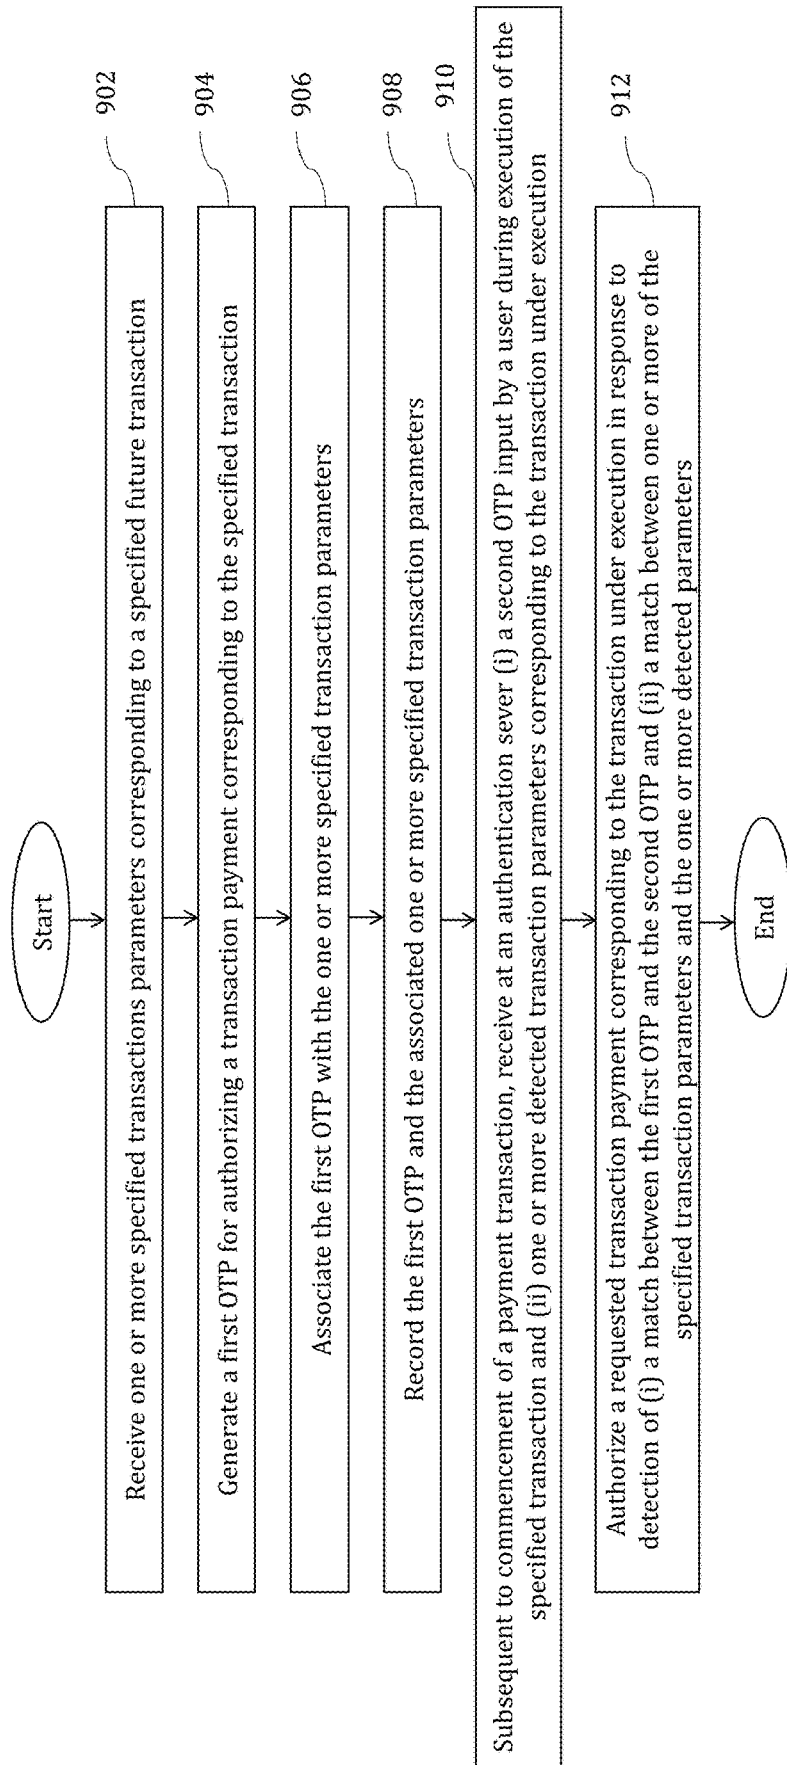 Start
902
Receive one or more specified transactions parameters corresponding to a specified future transaction
904
Generate a first OTP for authorizing a transaction payment corresponding to the specified transaction
906
Associate the first OTP with the one or more specified transaction parameters
908
Record the first OTP and the associated one or more specified transaction parameters
910
Subsequent to commencement of a payment transaction, receive at an authentication sever (i) a second OTP input by a user during execution of the
specified transaction and (ii) one or more detected transaction parameters corresponding to the transaction under execution
912
Authorize a requested transaction payment corresponding to the transaction under execution in response to
detection of (i) a match between the first OTP and the second OTP and (ii) a match between one or more of the
specified transaction parameters and the one or more detected parameters
End